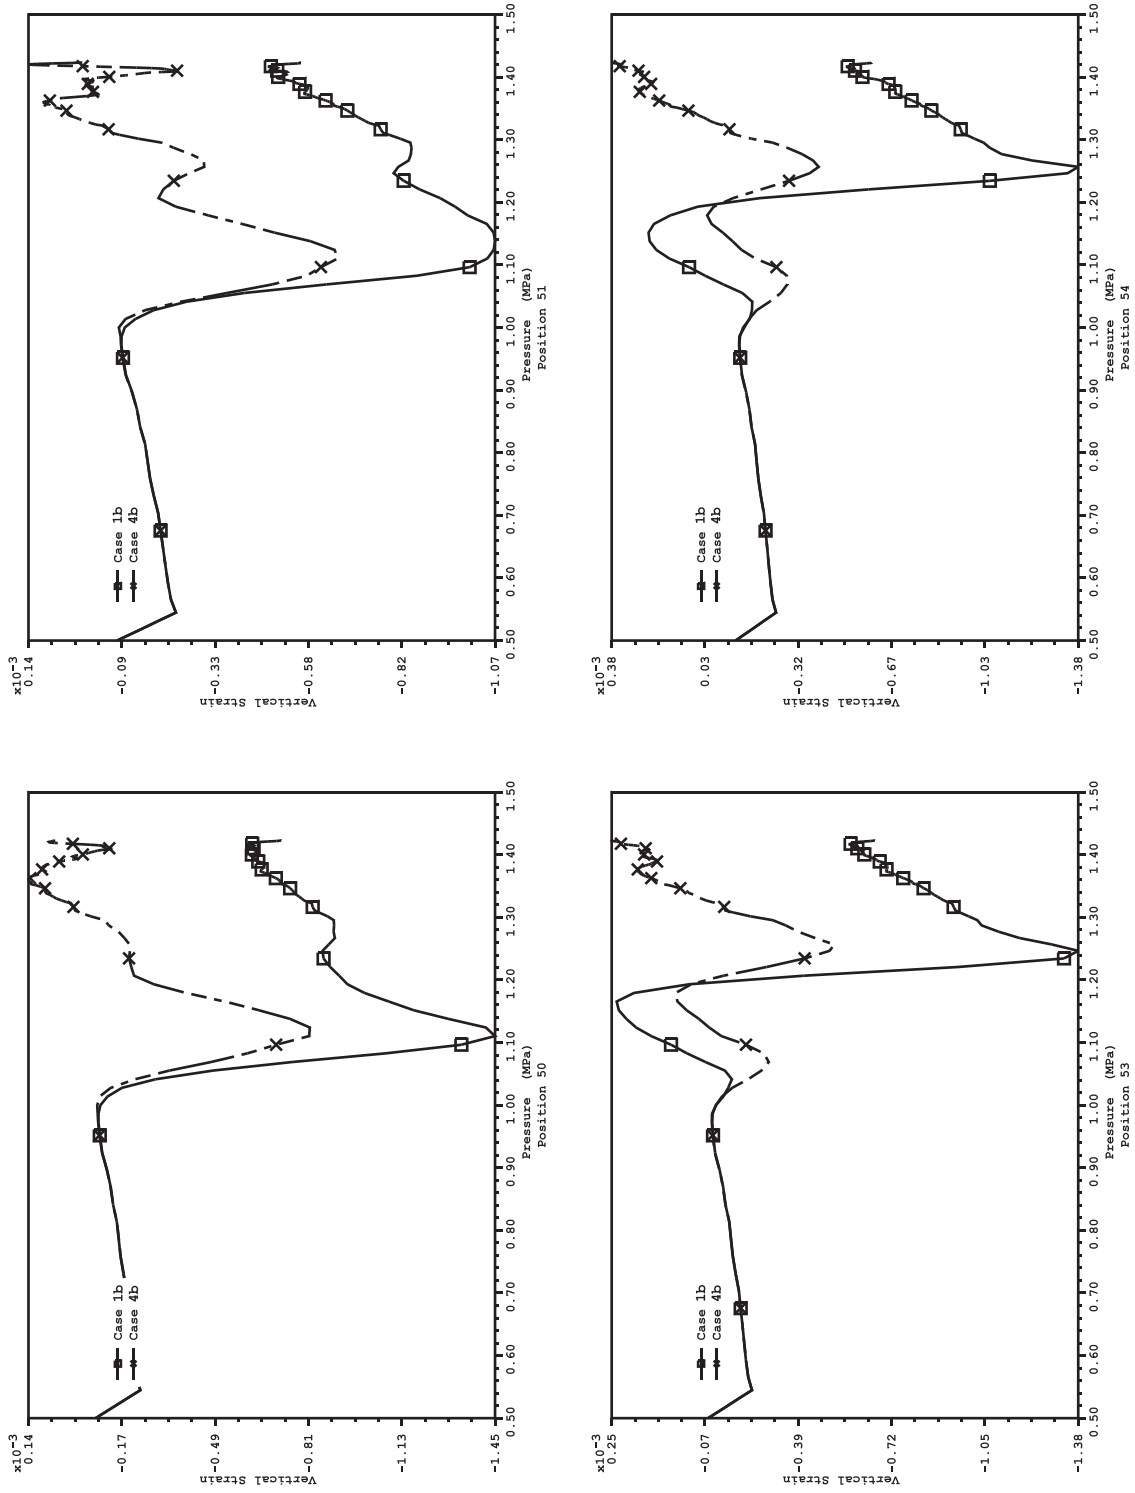 ×10⁻³
0.14
-0.17
-0.49
-0.81
-1.13
-1.45
Vertical Strain
Case 1b
Case 4b
0.50 0.60 0.70 0.80 0.90 1.00 1.10 1.20 1.30 1.40 1.50
Pressure (MPa)
Position 50
×10⁻³
0.14
-0.09
-0.33
-0.58
-0.82
-1.07
Vertical Strain
Case 1b
Case 4b
0.50 0.60 0.70 0.80 0.90 1.00 1.10 1.20 1.30 1.40 1.50
Pressure (MPa)
Position 51
×10⁻³
0.25
-0.07
-0.39
-0.72
-1.05
-1.38
Vertical Strain
Case 1b
Case 4b
0.50 0.60 0.70 0.80 0.90 1.00 1.10 1.20 1.30 1.40 1.50
Pressure (MPa)
Position 53
×10⁻³
0.38
0.03
-0.32
-0.67
-1.03
-1.38
Vertical Strain
Case 1b
Case 4b
0.50 0.60 0.70 0.80 0.90 1.00 1.10 1.20 1.30 1.40 1.50
Pressure (MPa)
Position 54